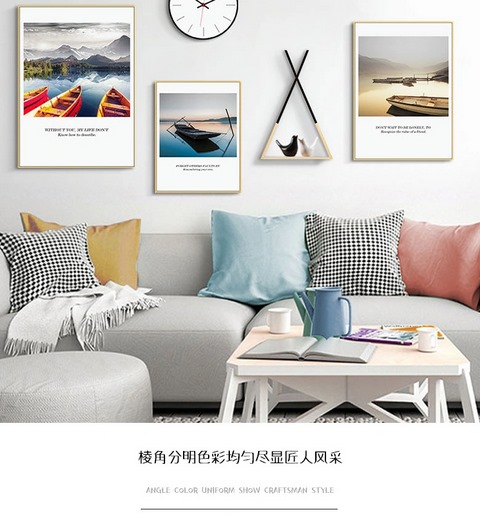 WITHOUT YOU, MY LIFE DON'T
Know how to breathe.
DON'T WAIT TO BE LONELY, TO
Recognize the value of a friend.
棱角分明色彩均匀尽显匠人风采
ANGLE COLOR UNIFORM SHOW CRAFTSMAN STYLE